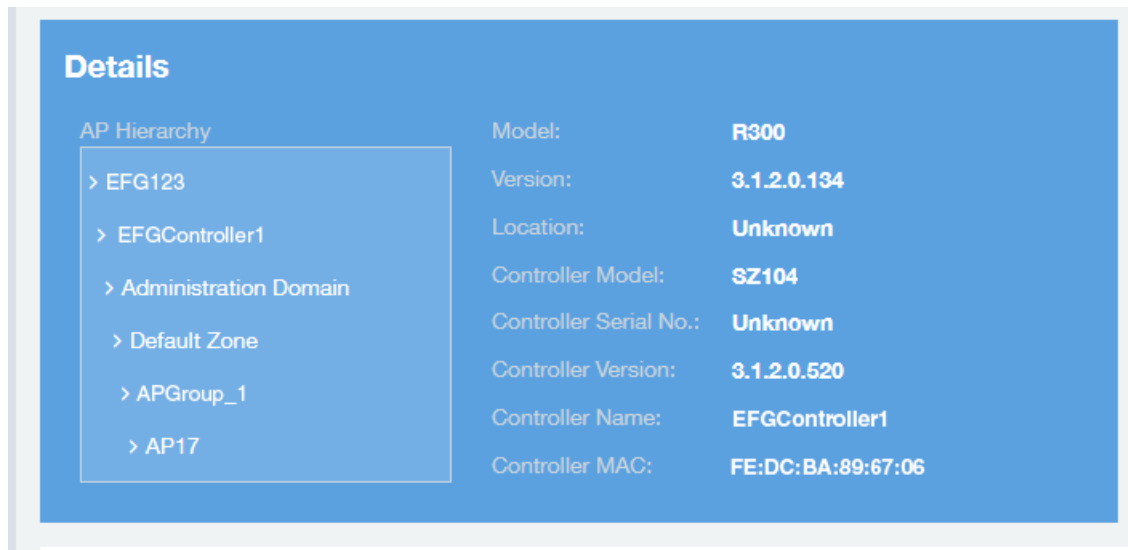 Details
AP Hierarchy
> EFG123
> EFGController1
> Administration Domain
> Default Zone
> APGroup_1
> AP17
Model: R300
Version: 3.1.2.0.134
Location: Unknown
Controller Model: SZ104
Controller Serial No.: Unknown
Controller Version: 3.1.2.0.520
Controller Name: EFGController1
Controller MAC: FE:DC:BA:89:67:06